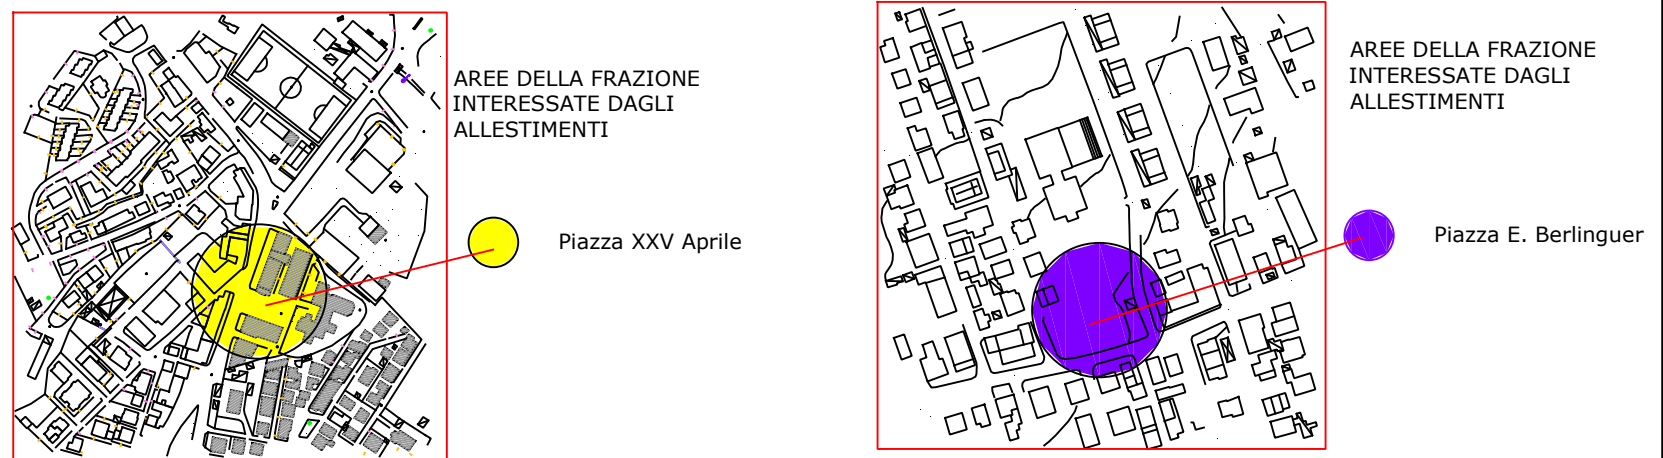 AREE DELLA FRAZIONE
INTERESSATE DAGLI
ALLESTIMENTI
Piazza XXV Aprile
AREE DELLA FRAZIONE
INTERESSATE DAGLI
ALLESTIMENTI
Piazza E. Berlinguer